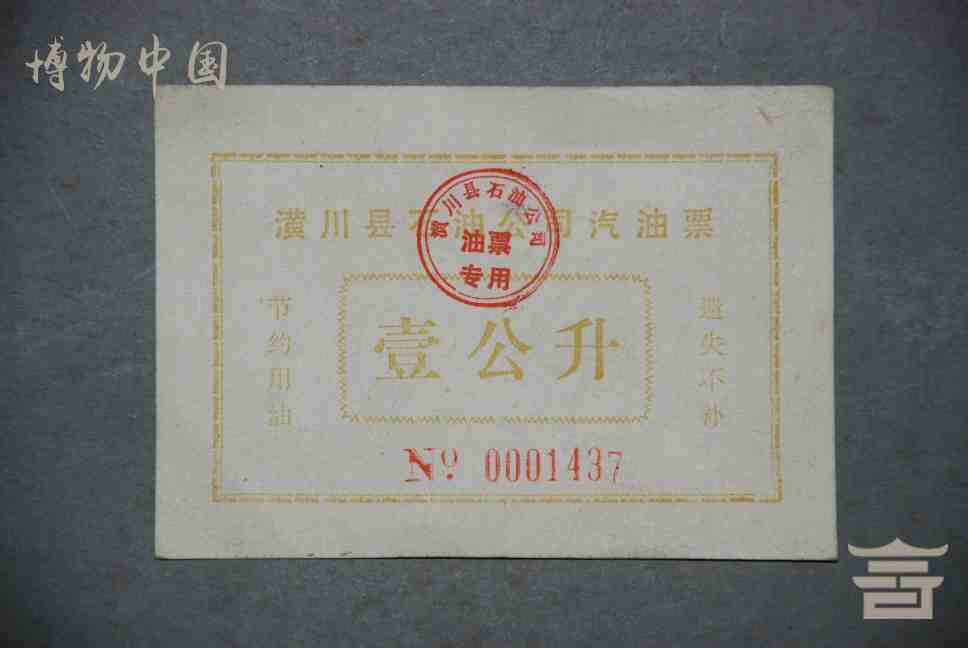 博物中国
潢川县石油公司
油票
专用
潢川县石油公司汽油票
节约用油
壹公升
遗失不补
№ 0001437